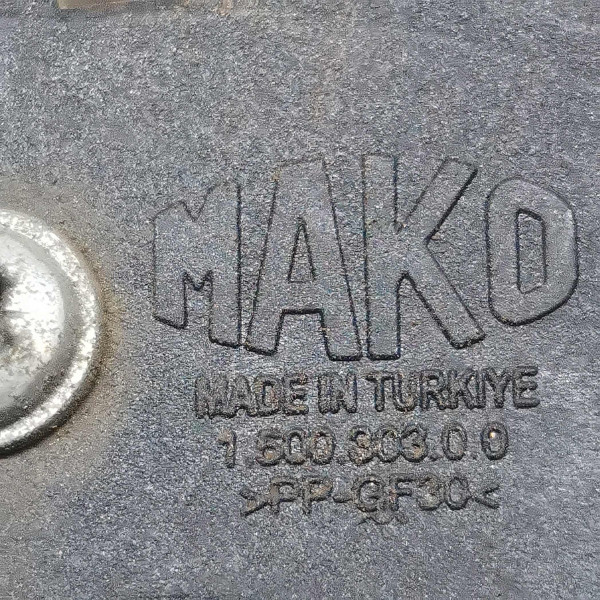 MAKO
MADE IN TURKIYE
1.500.303.0.0
>PP-GF30<